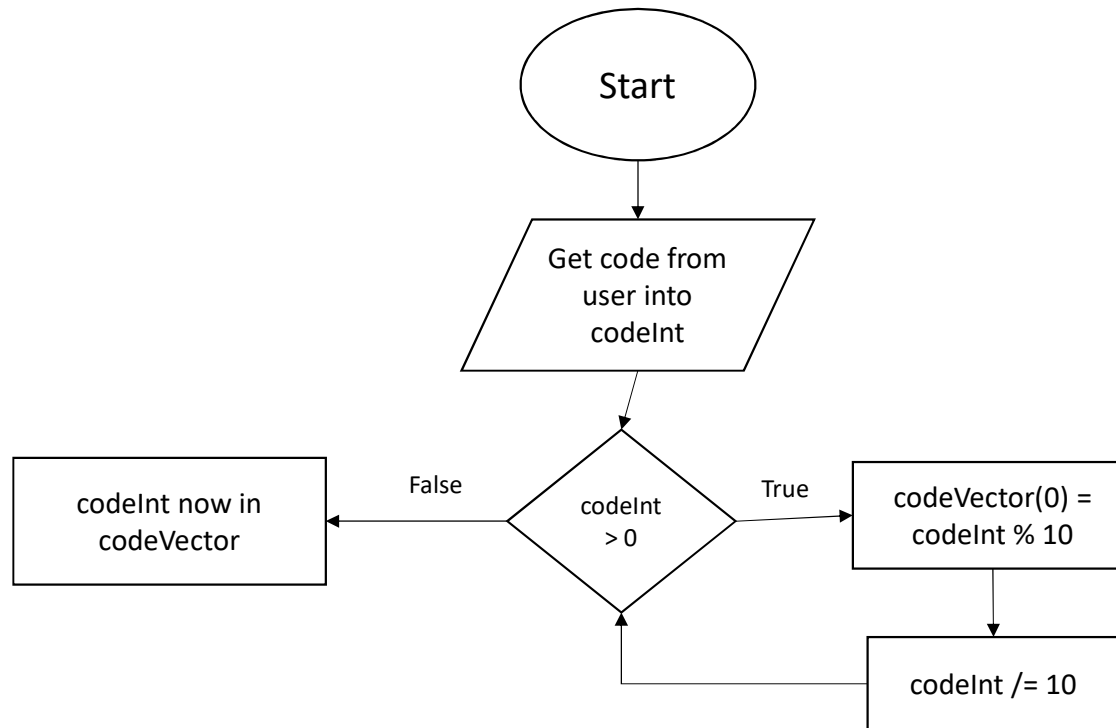 Start
Get code from
user into
codeInt
False
codeInt
> 0
True
codeInt now in
codeVector
codeVector(0) =
codeInt % 10
codeInt /= 10